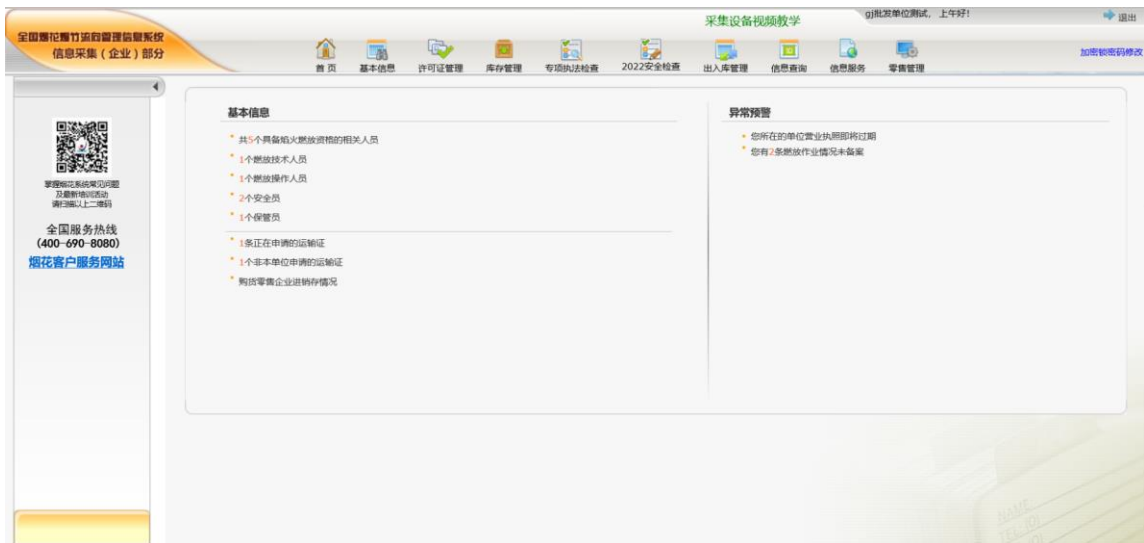 采集设备视频教学
gj批发单位测试, 上午好!
退出
全国烟花爆竹流向管理信息系统
信息采集(企业)部分
首 页
基本信息
许可证管理
库存管理
专项执法检查
2022安全检查
出入库管理
信息查询
信息服务
零售管理
加密锁密码修改
掌握烟花系统常见问题
及最新培训活动
请扫描以上二维码
全国服务热线
(400-690-8080)
烟花客户服务网站
基本信息
共5个具备焰火燃放资格的相关人员
1个燃放技术人员
1个燃放操作人员
2个安全员
1个保管员
1条正在申请的运输证
1个非本单位申请的运输证
购货零售企业进销存情况
异常预警
您所在的单位营业执照即将过期
您有2条燃放作业情况未备案
NAME
TEL